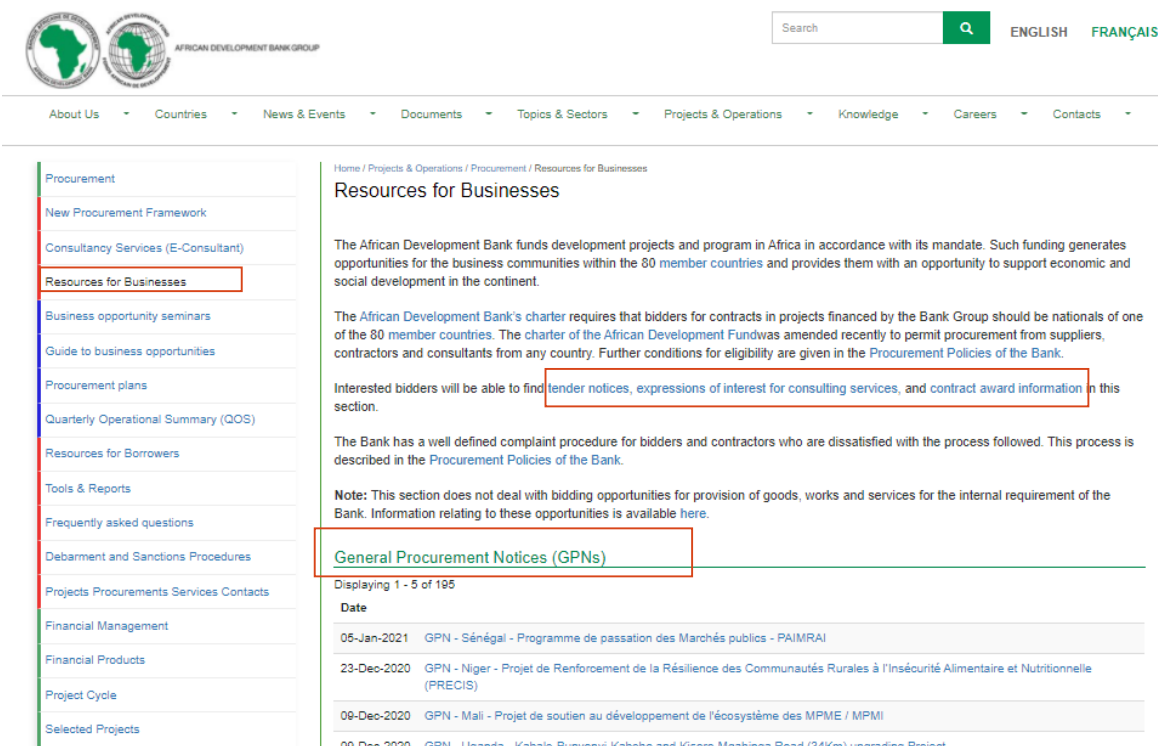 AFRICAN DEVELOPMENT BANK GROUP
Search
ENGLISH FRANÇAIS
About Us Countries News & Events Documents Topics & Sectors Projects & Operations Knowledge Careers Contacts
Procurement
New Procurement Framework
Consultancy Services (E-Consultant)
Resources for Businesses
Business opportunity seminars
Guide to business opportunities
Procurement plans
Quarterly Operational Summary (QOS)
Resources for Borrowers
Tools & Reports
Frequently asked questions
Debarment and Sanctions Procedures
Projects Procurements Services Contacts
Financial Management
Financial Products
Project Cycle
Selected Projects
Home / Projects & Operations / Procurement / Resources for Businesses
Resources for Businesses
The African Development Bank funds development projects and program in Africa in accordance with its mandate. Such funding generates
opportunities for the business communities within the 80 member countries and provides them with an opportunity to support economic and
social development in the continent.
The African Development Bank's charter requires that bidders for contracts in projects financed by the Bank Group should be nationals of one
of the 80 member countries. The charter of the African Development Fundwas amended recently to permit procurement from suppliers,
contractors and consultants from any country. Further conditions for eligibility are given in the Procurement Policies of the Bank.
Interested bidders will be able to find tender notices, expressions of interest for consulting services, and contract award information in this
section.
The Bank has a well defined complaint procedure for bidders and contractors who are dissatisfied with the process followed. This process is
described in the Procurement Policies of the Bank.
Note: This section does not deal with bidding opportunities for provision of goods, works and services for the internal requirement of the
Bank. Information relating to these opportunities is available here.
General Procurement Notices (GPNs)
Displaying 1 - 5 of 195
Date
05-Jan-2021 GPN - Sénégal - Programme de passation des Marchés publics - PAIMRAI
23-Dec-2020 GPN - Niger - Projet de Renforcement de la Résilience des Communautés Rurales à l'Insécurité Alimentaire et Nutritionnelle
(PRECIS)
09-Dec-2020 GPN - Mali - Projet de soutien au développement de l'écosystème des MPME / MPMI
09-Dec-2020 GPN - Uganda - Kabale-Bunyonyi-Kabeho and Kisoro Mgahinga Road (34Km) upgrading Project